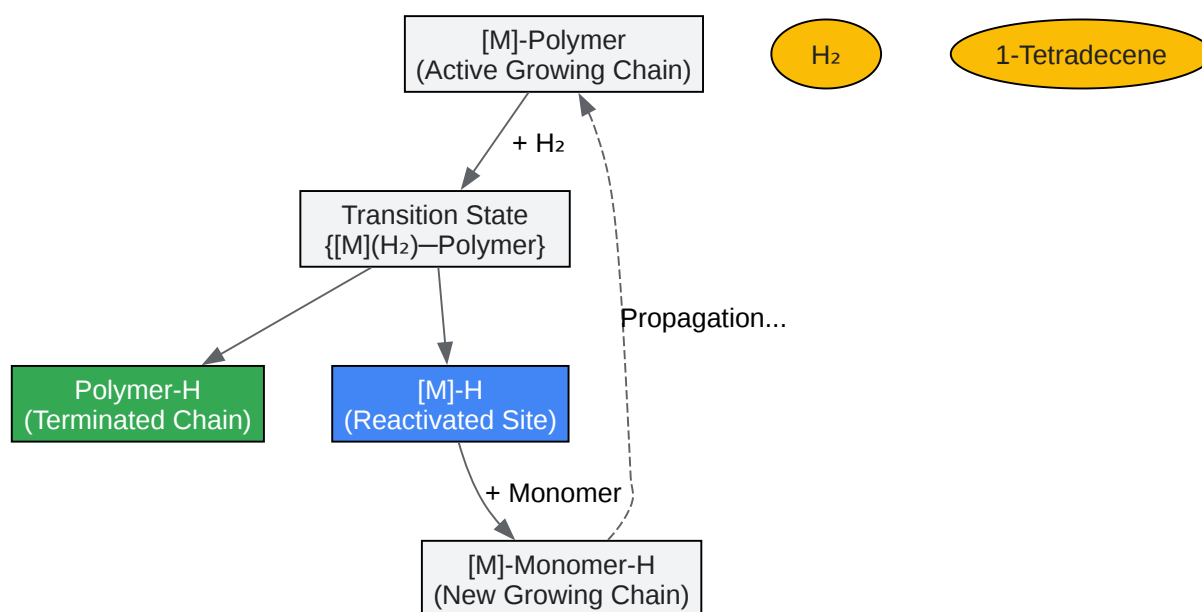 [M]-Polymer
(Active Growing Chain)
H₂
1-Tetradecene
+ H₂
Transition State
{[M](H₂)─Polymer}
Propagation...
Polymer-H
(Terminated Chain)
[M]-H
(Reactivated Site)
+ Monomer
[M]-Monomer-H
(New Growing Chain)